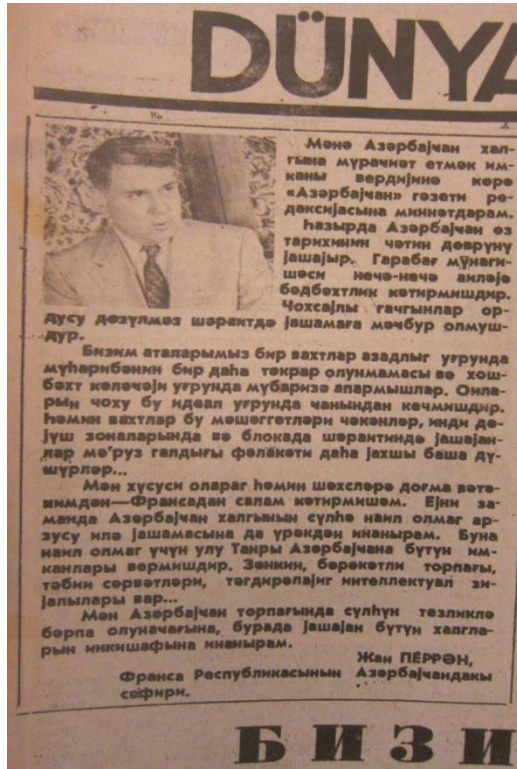 DÜNYA
Мәнә Азәрбајҹан хал-
гына мүраҹиәт етмәк им-
каны вердијинә көрә
«Азәрбајҹан» гәзети ре-
даксијасына миннәтдарам.
Һазырда Азәрбајҹан өз
тарихинин чәтин дөврүнү
јашајыр. Гарабағ мүнаги-
шәси нечә-нечә аиләјә
бәдбәхтлик көтирмишдир.
Чохсајлы гачгынлар ор-
дусу дөзүлмәз шәраитдә јашамаға мәҹбур олмуш-
дур.
Бизим аталарымыз бир вахтлар азадлыг уғрунда
мүһарибәнин бир даһа тәкрар олунмамасы вә хош-
бәхт кәләҹәји уғрунда мүбаризә апармышлар. Онла-
рын чоху бу идеал уғрунда ҹанындан кечмишдир.
Һәмин вахтлар бу мәшәггәтләри чәкәнләр, инди дө-
јүш зоналарында вә блокада шәраитиндә јашајан-
лар мә'руз галдығы фәлакәти даһа јахшы баша дү-
шүрләр...
Мән хүсуси олараг һәмин шәхсләрә доғма вәтә-
нимдән—Франсадан салам кәтирмишәм. Ејни за-
манда Азәрбајҹан халгынын сүлһә наил олмаг ар-
зусу илә јашамасына да үрәкдән инанырам. Буна
наил олмаг үчүн улу Танры Азәрбајҹана бүтүн им-
канлары вермишдир. Зәнкин, бәрәкәтли торпағы,
тәбии сәрвәтләри, тәгдирәлајиг интеллектуал зи-
јалылары вар...
Мән Азәрбајҹан торпағында сүлһүн тезликлә
бәрпа олунаҹағына, бурада јашајан бүтүн халгла-
рын инкишафына инанырам.
Жан ПЕРРӘН,
Франса Республикасынын Азәрбајҹандакы
сәфири.
БИЗИ